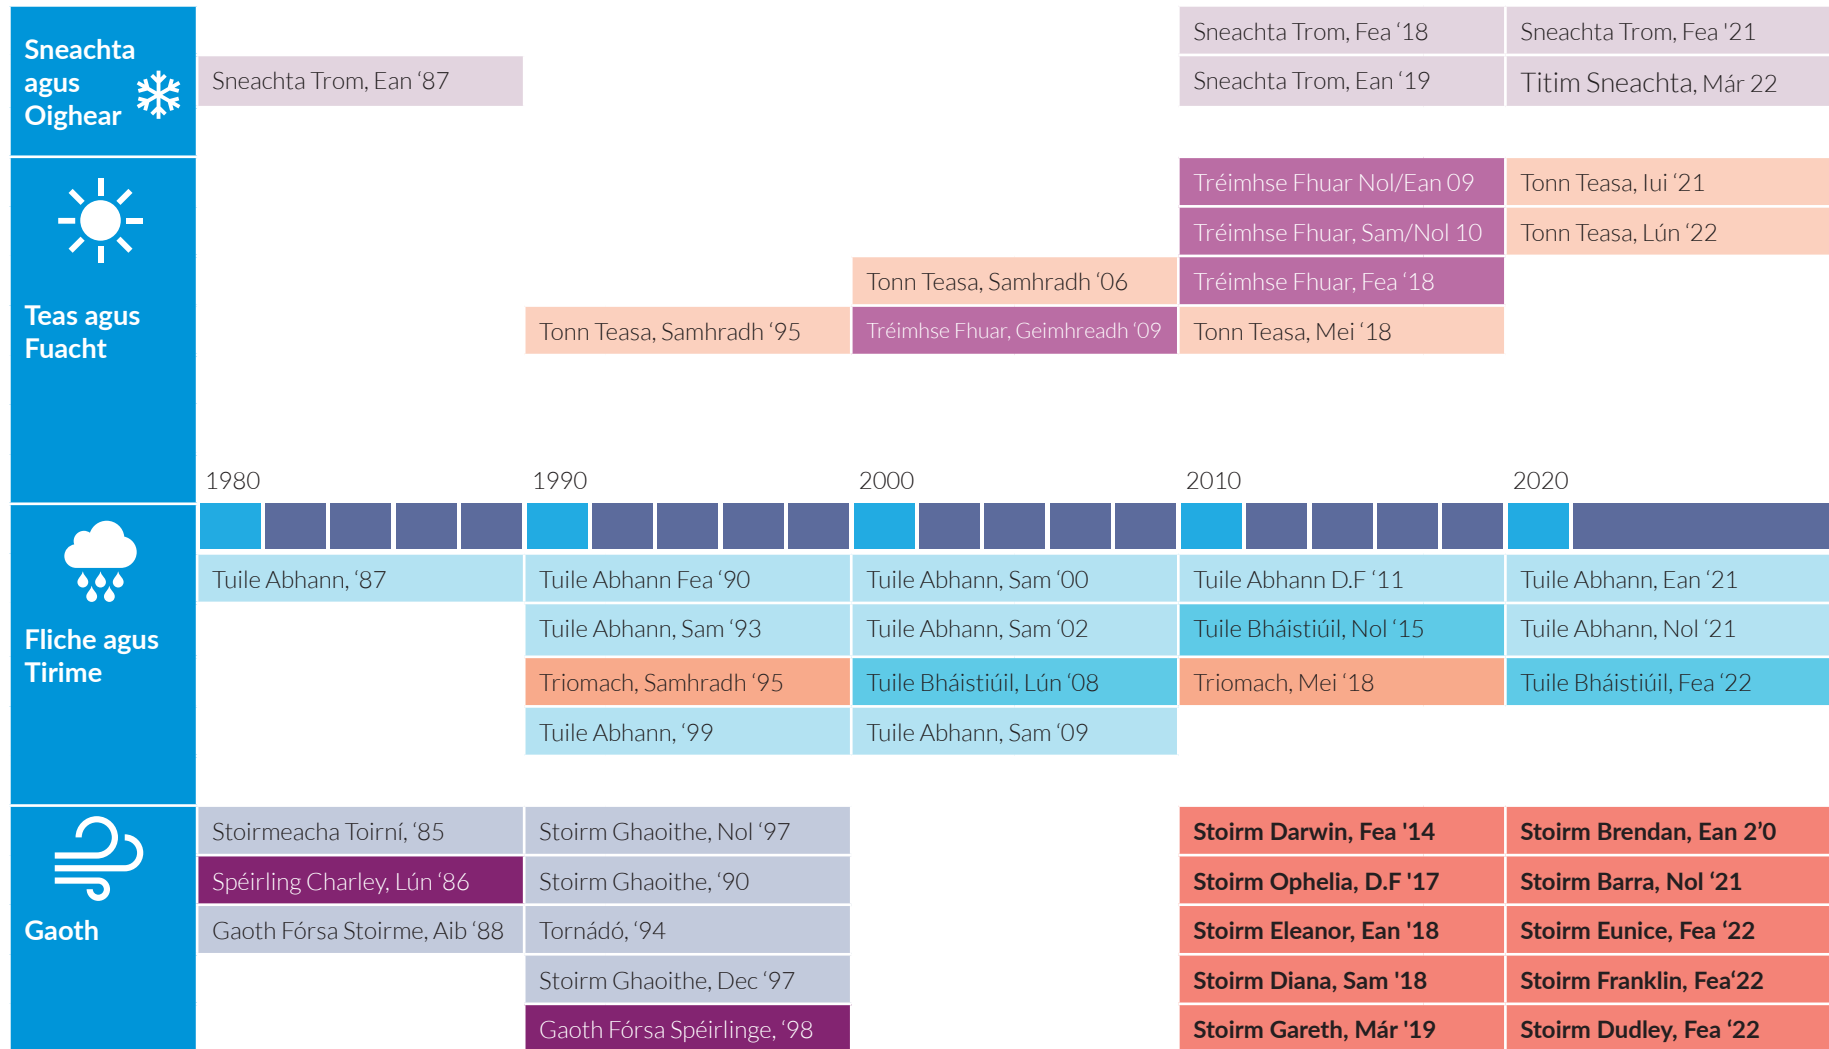 Sneachta
agus
Oighear
Sneachta Trom, Ean ‘87
Sneachta Trom, Fea ‘18
Sneachta Trom, Ean ‘19
Sneachta Trom, Fea '21
Titim Sneachta, Már 22
Teas agus
Fuacht
Tonn Teasa, Samhradh ‘95
Tonn Teasa, Samhradh ‘06
Tréimhse Fhuar, Geimhreadh ‘09
Tréimhse Fhuar Nol/Ean 09
Tréimhse Fhuar, Sam/Nol 10
Tréimhse Fhuar, Fea ‘18
Tonn Teasa, Mei ‘18
Tonn Teasa, Iui ‘21
Tonn Teasa, Lún ‘22
1980
1990
2000
2010
2020
Fliche agus
Tirime
Tuile Abhann, ‘87
Tuile Abhann Fea ‘90
Tuile Abhann, Sam ‘93
Triomach, Samhradh ‘95
Tuile Abhann, ‘99
Tuile Abhann, Sam ‘00
Tuile Abhann, Sam ‘02
Tuile Bháistiúil, Lún ‘08
Tuile Abhann, Sam ‘09
Tuile Abhann D.F ‘11
Tuile Bháistiúil, Nol ‘15
Triomach, Mei ‘18
Tuile Abhann, Ean ‘21
Tuile Abhann, Nol ‘21
Tuile Bháistiúil, Fea ‘22
Gaoth
Stoirmeacha Toirní, ‘85
Spéirling Charley, Lún ‘86
Gaoth Fórsa Stoirme, Aib ‘88
Stoirm Ghaoithe, Nol ‘97
Stoirm Ghaoithe, ‘90
Tornádó, ‘94
Stoirm Ghaoithe, Dec ‘97
Gaoth Fórsa Spéirlinge, ‘98
Stoirm Darwin, Fea '14
Stoirm Ophelia, D.F '17
Stoirm Eleanor, Ean '18
Stoirm Diana, Sam '18
Stoirm Gareth, Már '19
Stoirm Brendan, Ean 2’0
Stoirm Barra, Nol ‘21
Stoirm Eunice, Fea ‘22
Stoirm Franklin, Fea‘22
Stoirm Dudley, Fea ‘22